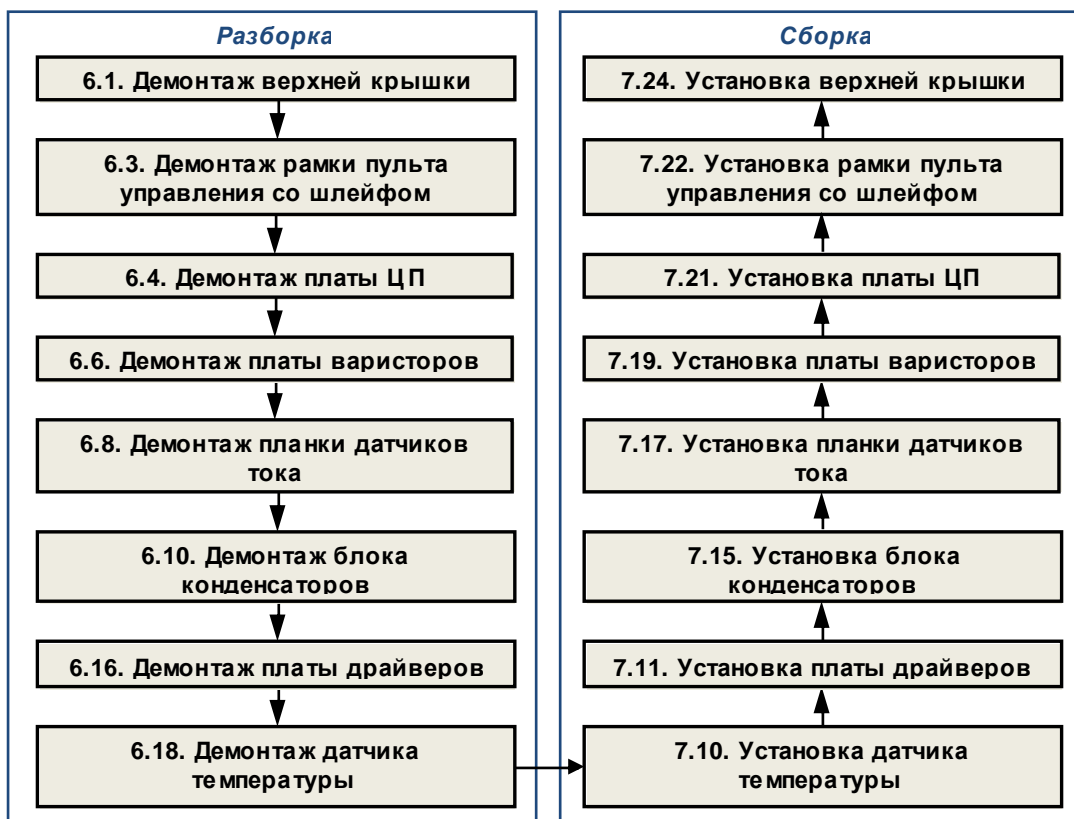 Разборка
6.1. Демонтаж верхней крышки
6.3. Демонтаж рамки пульта
управления со шлейфом
6.4. Демонтаж платы ЦП
6.6. Демонтаж платы варисторов
6.8. Демонтаж планки датчиков
тока
6.10. Демонтаж блока
конденсаторов
6.16. Демонтаж платы драйверов
6.18. Демонтаж датчика
температуры
Сборка
7.24. Установка верхней крышки
7.22. Установка рамки пульта
управления со шлейфом
7.21. Установка платы ЦП
7.19. Установка платы варисторов
7.17. Установка планки датчиков
тока
7.15. Установка блока
конденсаторов
7.11. Установка платы драйверов
7.10. Установка датчика
температуры